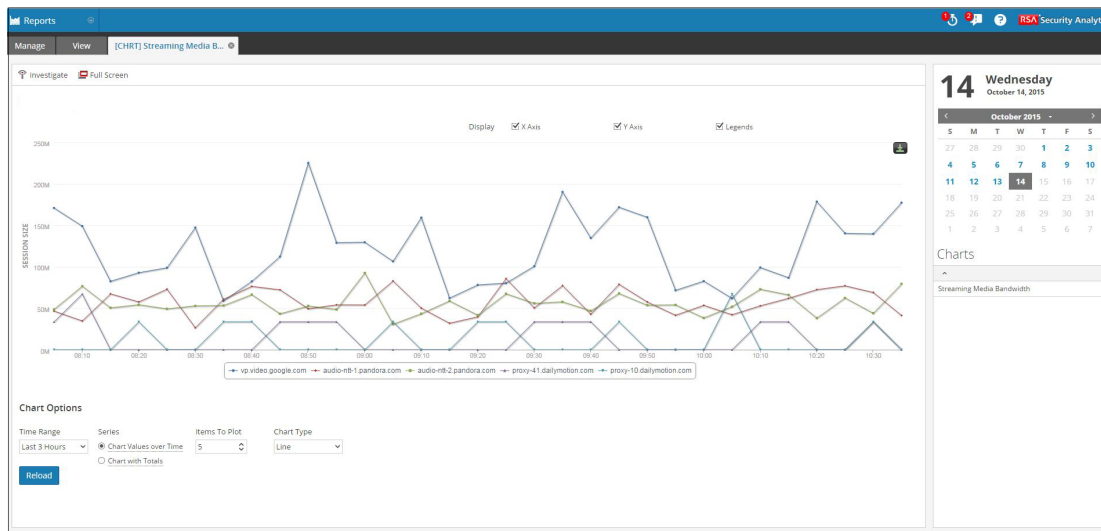 Reports
1
2
?
RSA Security Analyt
Manage
View
[CHRT] Streaming Media B...
Investigate
Full Screen
Display
X Axis
Y Axis
Legends
250M
200M
150M
100M
50M
0M
SESSION SIZE
08:10 08:20 08:30 08:40 08:50 09:00 09:10 09:20 09:30 09:40 09:50 10:00 10:10 10:20 10:30
vp.video.google.com audio-ntt-1.pandora.com audio-ntt-2.pandora.com proxy-41.dailymotion.com proxy-10.dailymotion.com
Chart Options
Time Range Series Items To Plot Chart Type
Last 3 Hours Chart Values over Time 5 Line
Chart with Totals
Reload
14
Wednesday
October 14, 2015
October 2015
S M T W T F S
27 28 29 30 1 2 3
4 5 6 7 8 9 10
11 12 13 14 15 16 17
18 19 20 21 22 23 24
25 26 27 28 29 30 31
1 2 3 4 5 6 7
Charts
Streaming Media Bandwidth